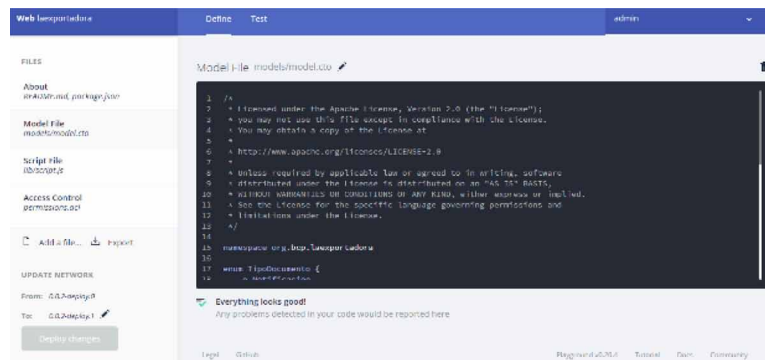 Web laexportadora
Define Test
admin
FILES
About
README.md, package.json
Model File
models/model.cto
Script File
lib/script.js
Access Control
permissions.acl
Add a file... Export
UPDATE NETWORK
From: 0.0.2-deploy.0
To: 0.0.2-deploy.1
Deploy changes
Model File models/model.cto
1 /*
2 * Licensed under the Apache License, Version 2.0 (the "License");
3 * you may not use this file except in compliance with the License.
4 * You may obtain a copy of the License at
5 *
6 * http://www.apache.org/licenses/LICENSE-2.0
7 *
8 * Unless required by applicable law or agreed to in writing, software
9 * distributed under the License is distributed on an "AS IS" BASIS,
10 * WITHOUT WARRANTIES OR CONDITIONS OF ANY KIND, either express or implied.
11 * See the License for the specific language governing permissions and
12 * limitations under the License.
13 */
14
15 namespace org.bcp.laexportadora
16
17 enum TipoDocumento {
18 o Notificacion
Everything looks good!
Any problems detected in your code would be reported here
Legal GitHub
Playground Tutorial Docs Community